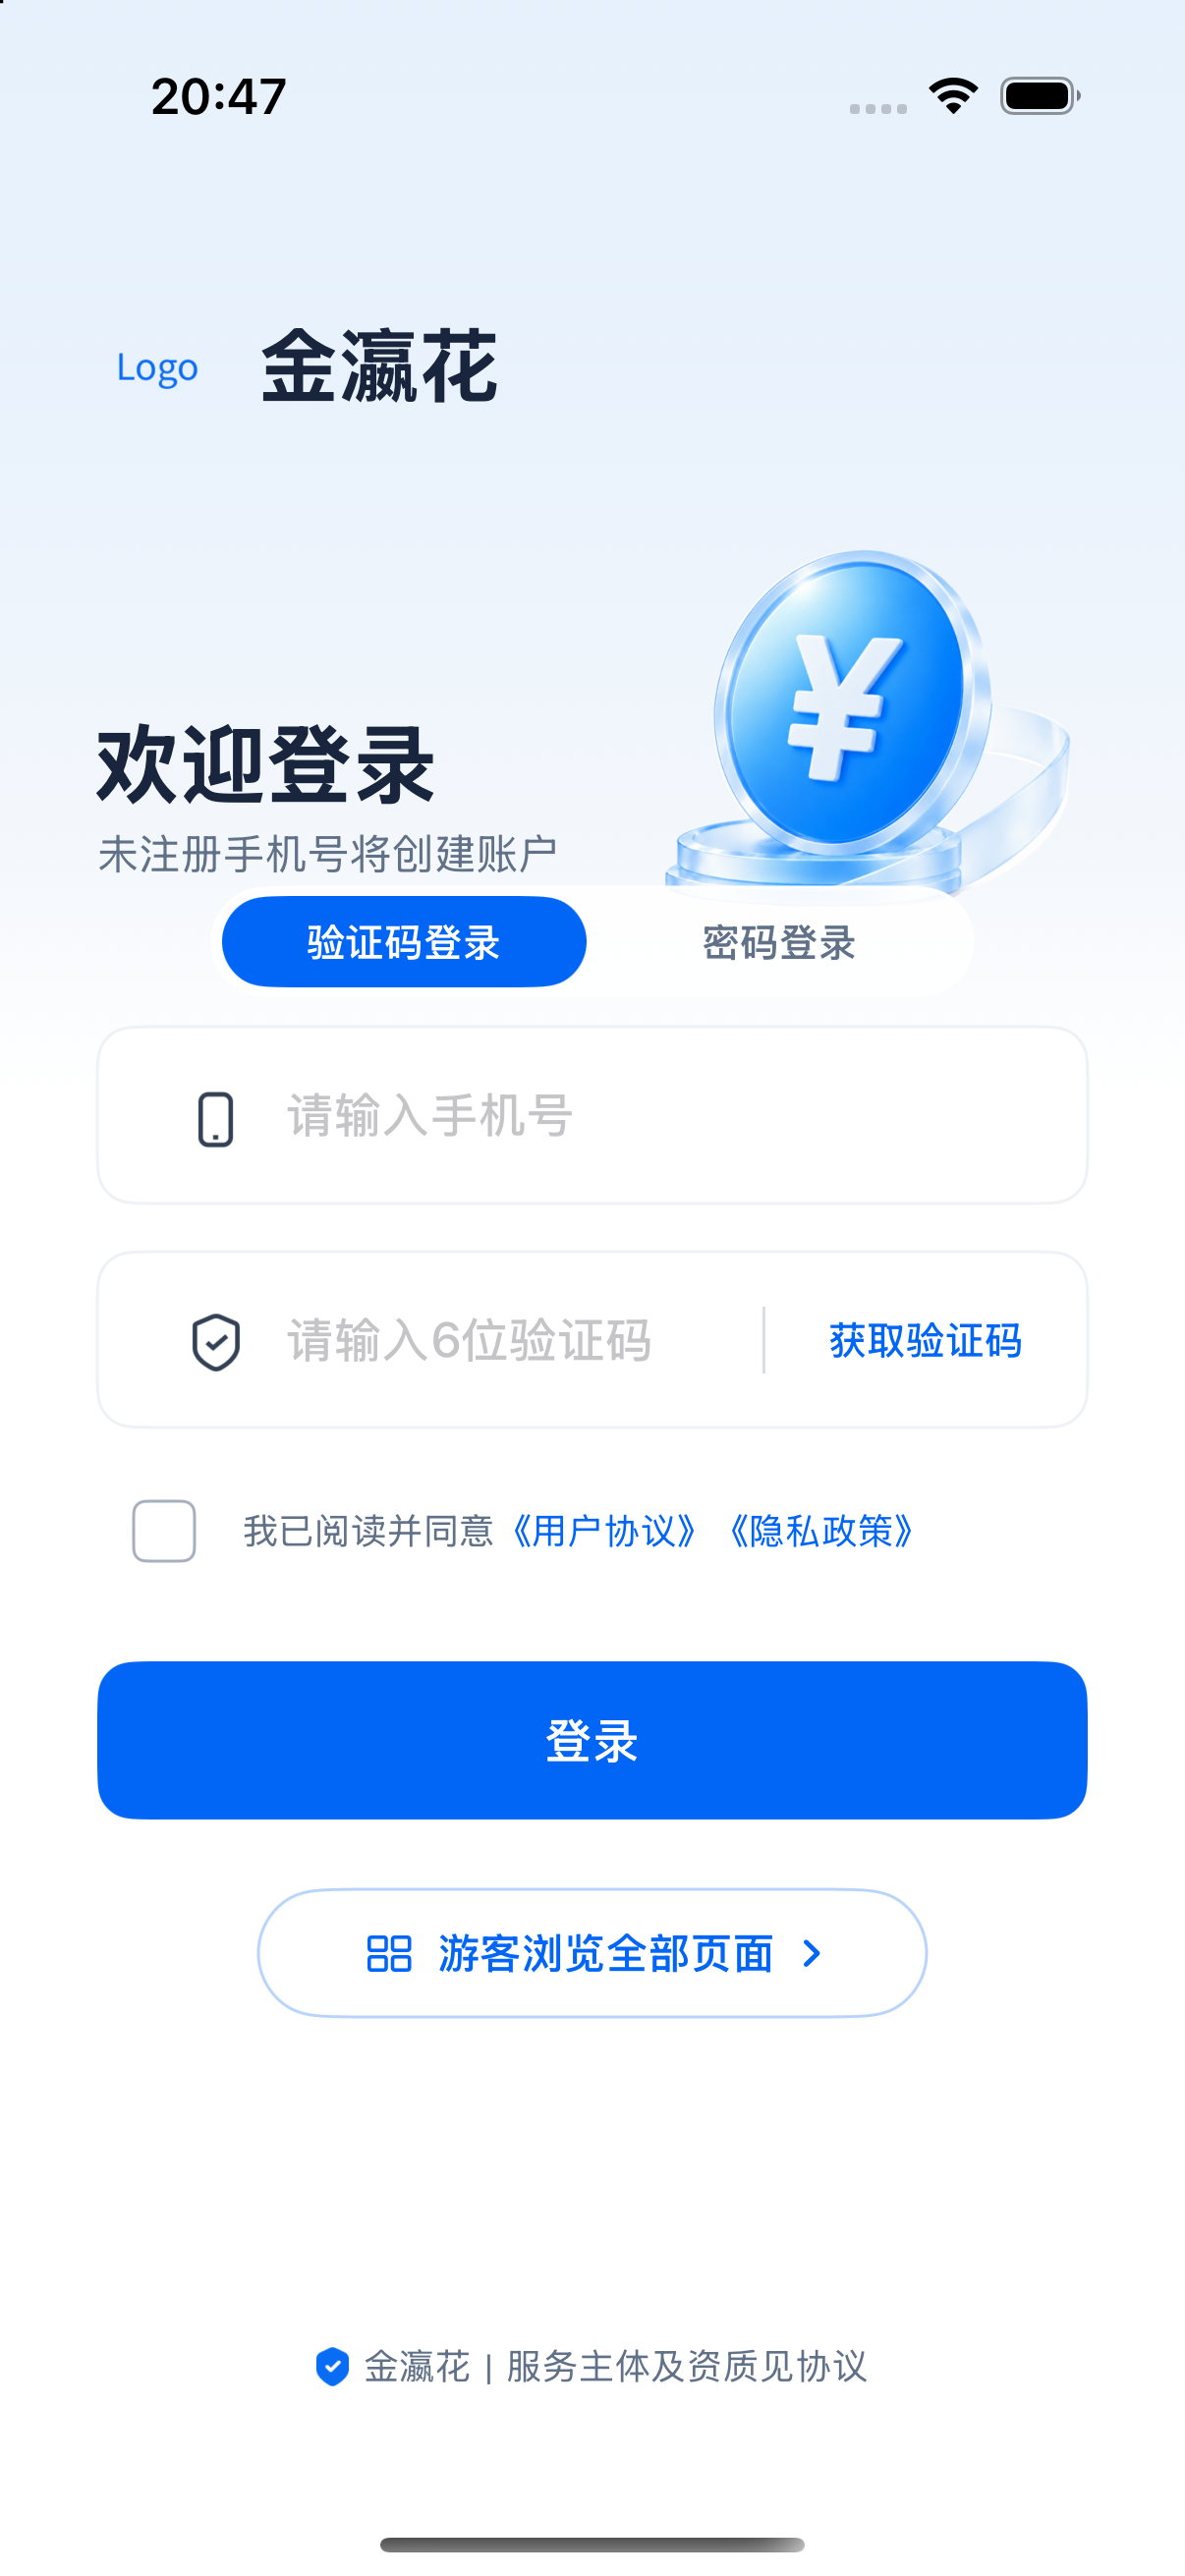 20:47
Logo
金瀛花
¥
欢迎登录
未注册手机号将创建账户
验证码登录
密码登录
请输入手机号
请输入6位验证码
获取验证码
我已阅读并同意《用户协议》《隐私政策》
登录
游客浏览全部页面
金瀛花 | 服务主体及资质见协议